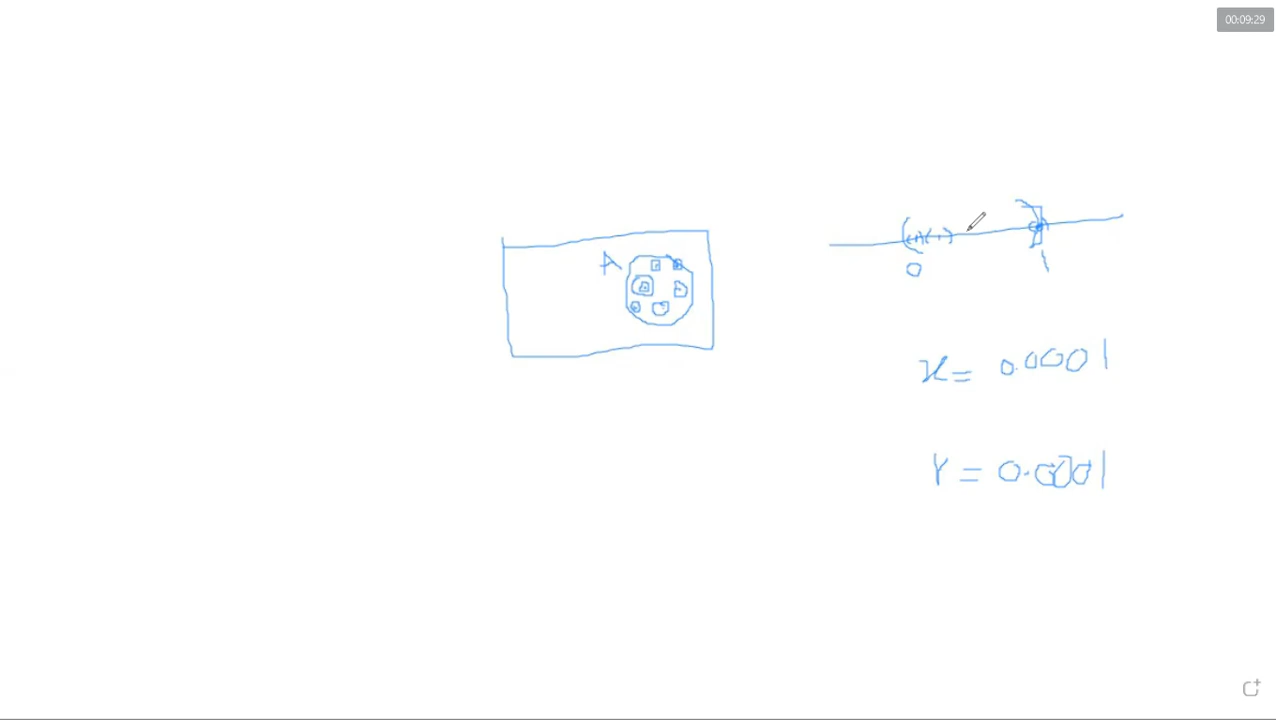 00:09:29
A
0 1
x = 0.0001
Y = 0.0001